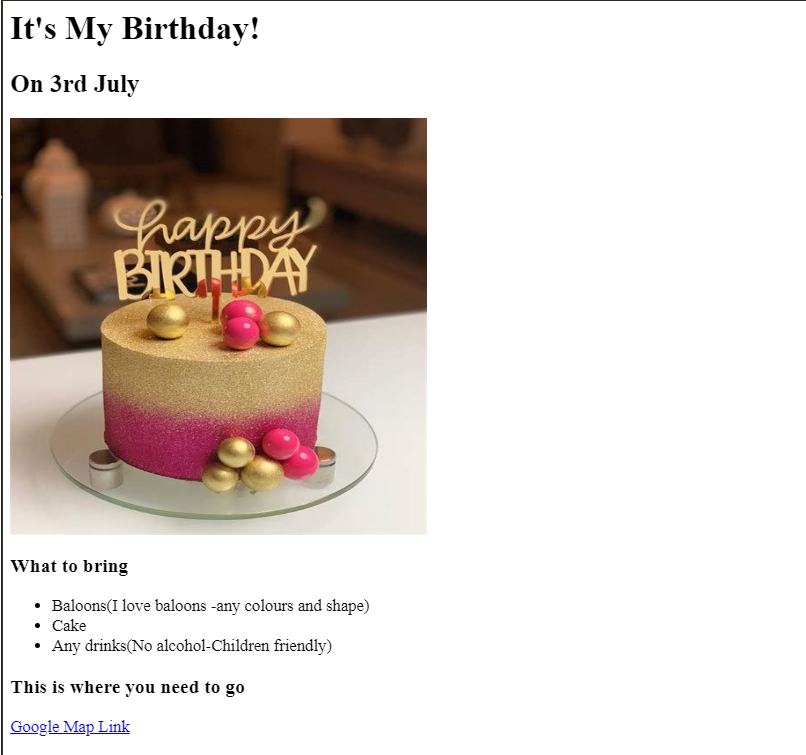 It's My Birthday!
On 3rd July
happy
BIRTHDAY
What to bring
Baloons(I love baloons -any colours and shape)
Cake
Any drinks(No alcohol-Children friendly)
This is where you need to go
Google Map Link